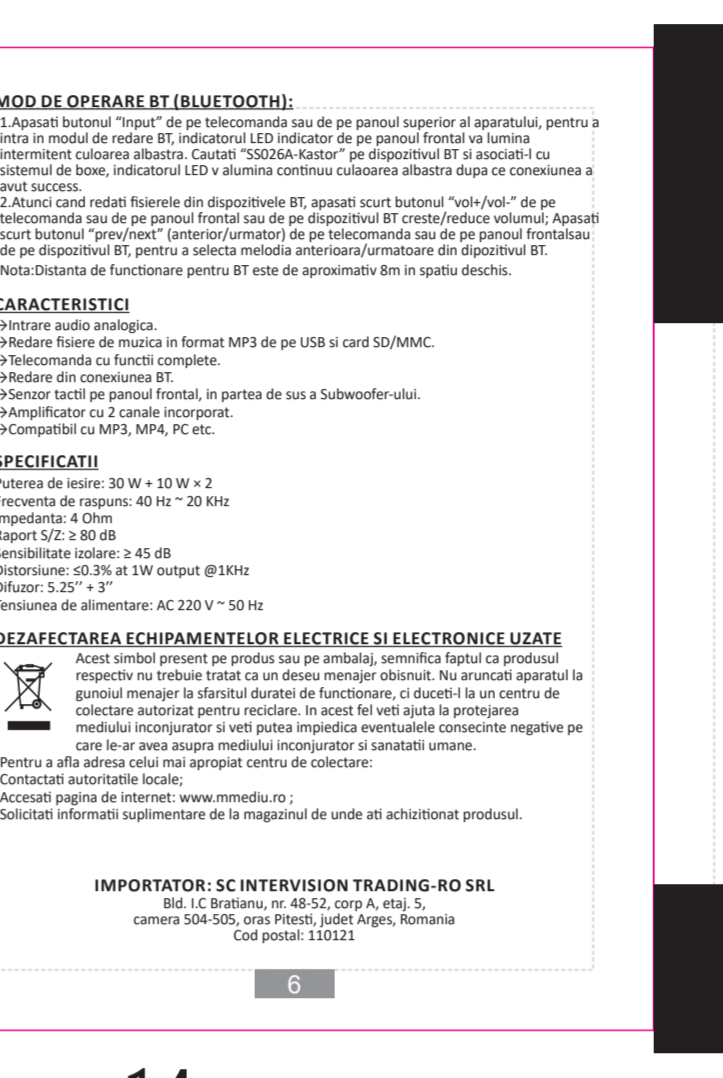 MOD DE OPERARE BT (BLUETOOTH):
1.Apasati butonul “Input” de pe telecomanda sau de pe panoul superior al aparatului, pentru a
intra in modul de redare BT, indicatorul LED indicator de pe panoul frontal va lumina
intermitent culoarea albastra. Cautati “SS026A-Kastor” pe dispozitivul BT si asociati-l cu
sistemul de boxe, indicatorul LED v alumina continuu culaoarea albastra dupa ce conexiunea a
avut success.
2.Atunci cand redati fisierele din dispozitivele BT, apasati scurt butonul “vol+/vol-” de pe
telecomanda sau de pe panoul frontal sau de pe dispozitivul BT creste/reduce volumul; Apasati
scurt butonul “prev/next” (anterior/urmator) de pe telecomanda sau de pe panoul frontalsau
de pe dispozitivul BT, pentru a selecta melodia anterioara/urmatoare din dipozitivul BT.
Nota:Distanta de functionare pentru BT este de aproximativ 8m in spatiu deschis.
CARACTERISTICI
→Intrare audio analogica.
→Redare fisiere de muzica in format MP3 de pe USB si card SD/MMC.
→Telecomanda cu functii complete.
→Redare din conexiunea BT.
→Senzor tactil pe panoul frontal, in partea de sus a Subwoofer-ului.
→Amplificator cu 2 canale incorporat.
→Compatibil cu MP3, MP4, PC etc.
SPECIFICATII
Puterea de iesire: 30 W + 10 W × 2
Frecventa de raspuns: 40 Hz ~ 20 KHz
Impedanta: 4 Ohm
Raport S/Z: ≥ 80 dB
Sensibilitate izolare: ≥ 45 dB
Distorsiune: ≤0.3% at 1W output @1KHz
Difuzor: 5.25’’ + 3’’
Tensiunea de alimentare: AC 220 V ~ 50 Hz
DEZAFECTAREA ECHIPAMENTELOR ELECTRICE SI ELECTRONICE UZATE
Acest simbol present pe produs sau pe ambalaj, semnifica faptul ca produsul
respectiv nu trebuie tratat ca un deseu menajer obisnuit. Nu aruncati aparatul la
gunoiul menajer la sfarsitul duratei de functionare, ci duceti-l la un centru de
colectare autorizat pentru reciclare. In acest fel veti ajuta la protejarea
mediului inconjurator si veti putea impiedica eventualele consecinte negative pe
care le-ar avea asupra mediului inconjurator si sanatatii umane.
Pentru a afla adresa celui mai apropiat centru de colectare:
Contactati autoritatile locale;
Accesati pagina de internet: www.mmediu.ro ;
Solicitati informatii suplimentare de la magazinul de unde ati achizitionat produsul.
IMPORTATOR: SC INTERVISION TRADING-RO SRL
Bld. I.C Bratianu, nr. 48-52, corp A, etaj. 5,
camera 504-505, oras Pitesti, judet Arges, Romania
Cod postal: 110121
6